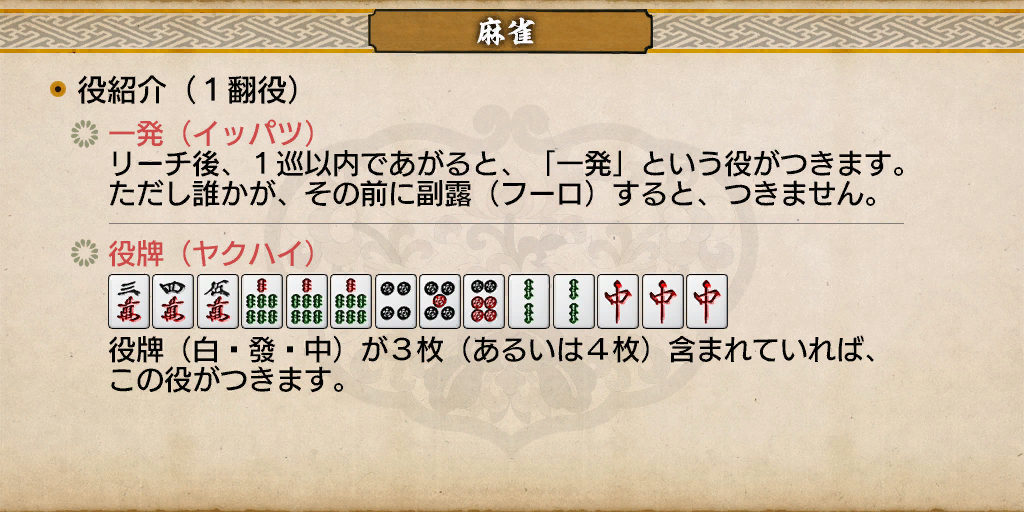 麻雀
役紹介（１翻役）
一発（イッパツ）
リーチ後、１巡以内であがると、「一発」という役がつきます。
ただし誰かが、その前に副露（フーロ）すると、つきません。
役牌（ヤクハイ）
三萬 四萬 伍萬 中 中 中
役牌（白・發・中）が３枚（あるいは４枚）含まれていれば、
この役がつきます。